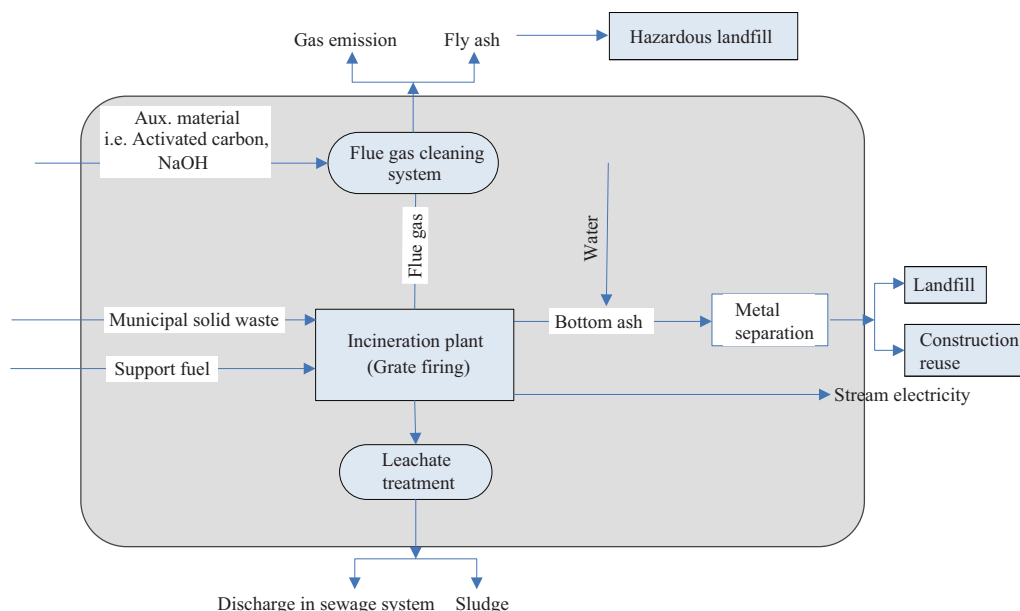 Gas emission
Fly ash
Hazardous landfill
Aux. material
i.e. Activated carbon,
NaOH
Flue gas cleaning
system
Flue gas
Water
Municipal solid waste
Support fuel
Incineration plant
(Grate firing)
Bottom ash
Metal
separation
Landfill
Construction
reuse
Stream electricity
Leachate
treatment
Discharge in sewage system
Sludge